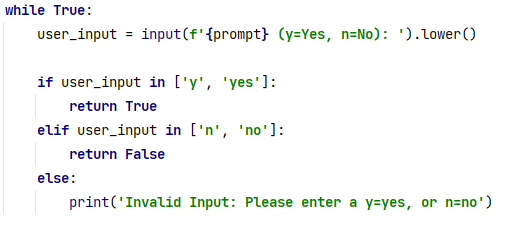 while True:
    user_input = input(f'{prompt} (y=Yes, n=No): ').lower()
    if user_input in ['y', 'yes']:
        return True
    elif user_input in ['n', 'no']:
        return False
    else:
        print('Invalid Input: Please enter a y=yes, or n=no')